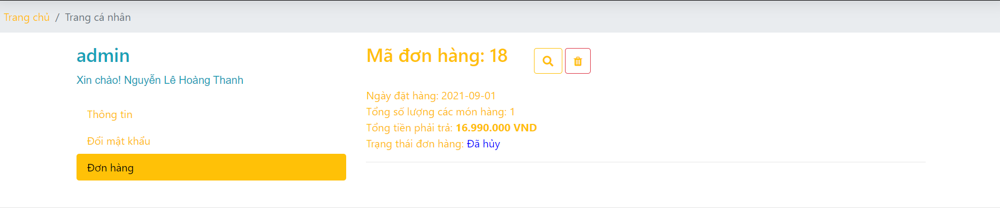 Trang chủ / Trang cá nhân
admin
Xin chào! Nguyễn Lê Hoàng Thanh
Thông tin
Đổi mật khẩu
Đơn hàng
Mã đơn hàng: 18
Ngày đặt hàng: 2021-09-01
Tổng số lượng các món hàng: 1
Tổng tiền phải trả: 16.990.000 VND
Trạng thái đơn hàng: Đã hủy